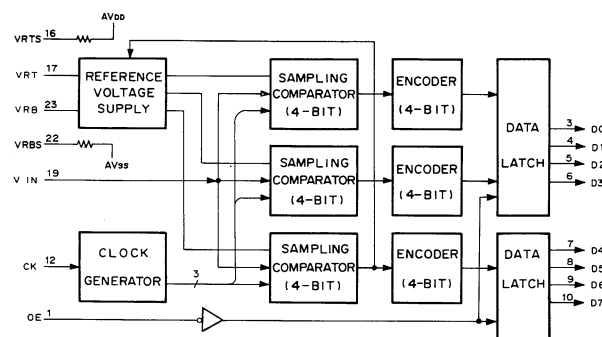 AVDD
VRTS 16
VRT 17
VRB 23
VRBS 22
AVSS
V IN 19
CK 12
OE 1
REFERENCE
VOLTAGE
SUPPLY
CLOCK
GENERATOR
3
SAMPLING
COMPARATOR
(4-BIT)
SAMPLING
COMPARATOR
(4-BIT)
SAMPLING
COMPARATOR
(4-BIT)
ENCODER
(4-BIT)
ENCODER
(4-BIT)
ENCODER
(4-BIT)
DATA
LATCH
3 D0
4 D1
5 D2
6 D3
DATA
LATCH
7 D4
8 D5
9 D6
10 D7